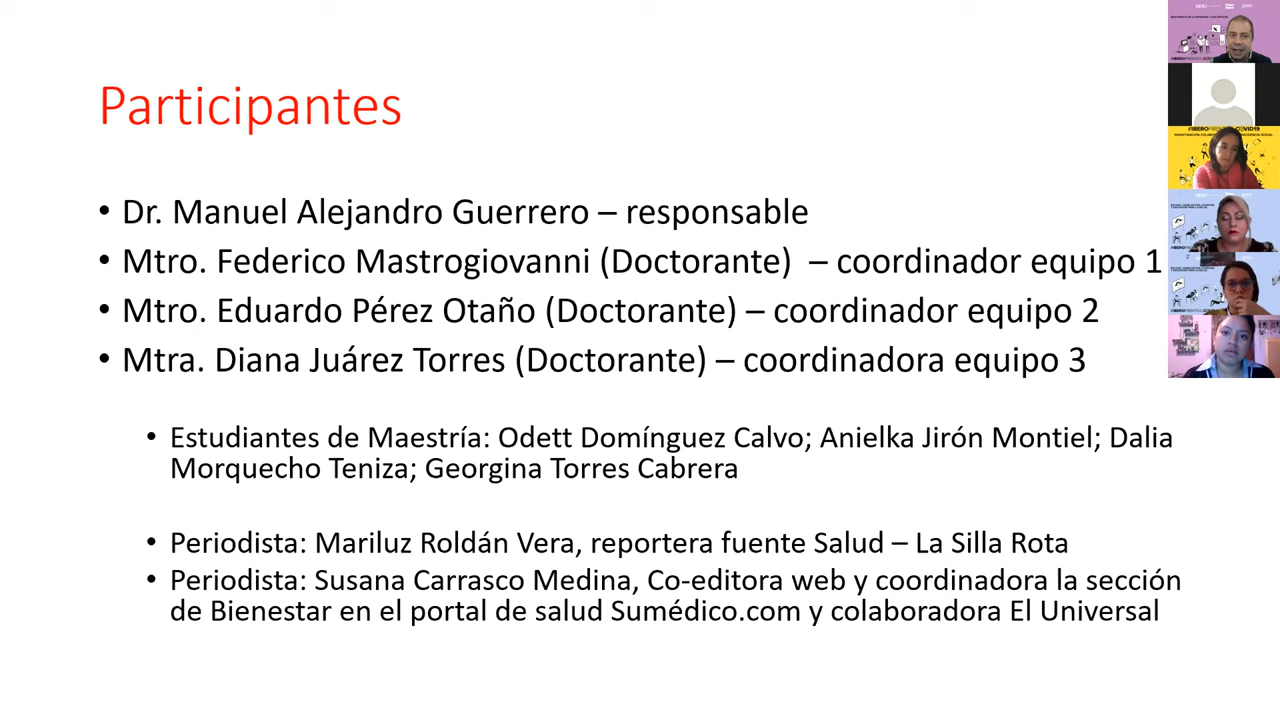 Participantes
• Dr. Manuel Alejandro Guerrero – responsable
• Mtro. Federico Mastrogiovanni (Doctorante) – coordinador equipo 1
• Mtro. Eduardo Pérez Otaño (Doctorante) – coordinador equipo 2
• Mtra. Diana Juárez Torres (Doctorante) – coordinadora equipo 3
• Estudiantes de Maestría: Odett Domínguez Calvo; Anielka Jirón Montiel; Dalia
Morquecho Teniza; Georgina Torres Cabrera
• Periodista: Mariluz Roldán Vera, reportera fuente Salud – La Silla Rota
• Periodista: Susana Carrasco Medina, Co-editora web y coordinadora la sección
de Bienestar en el portal de salud Sumédico.com y colaboradora El Universal